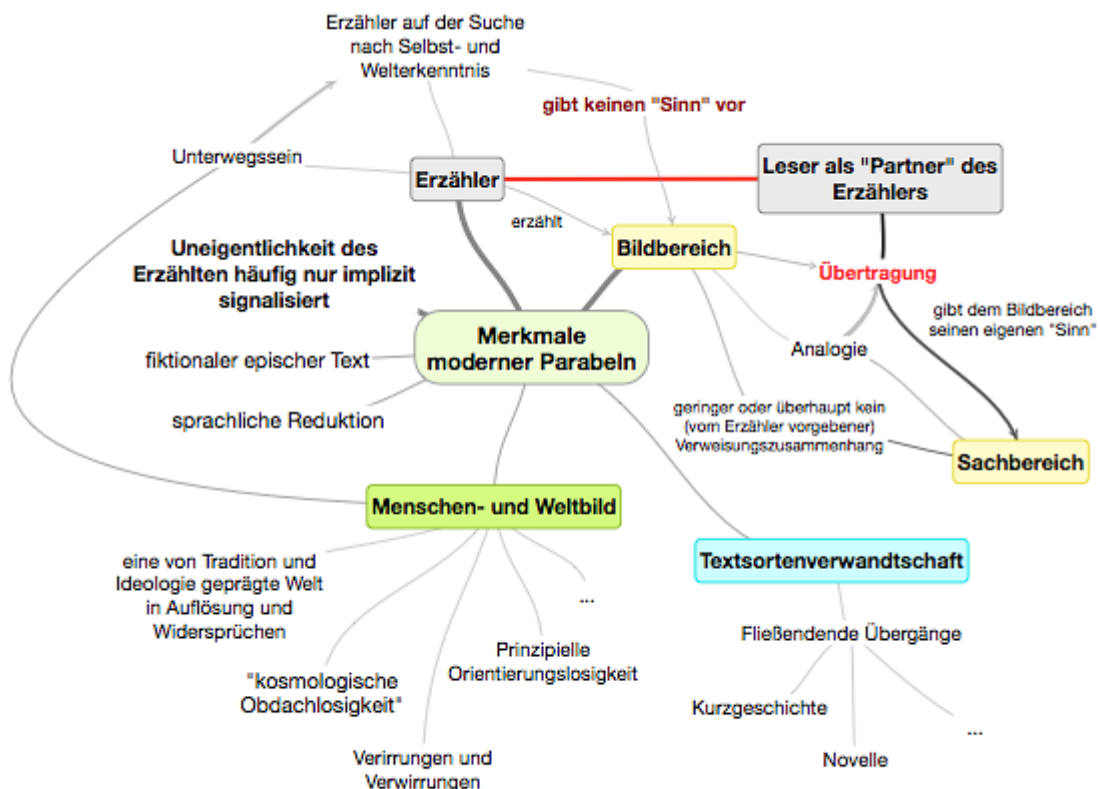 Erzähler auf der Suche
nach Selbst- und
Welterkenntnis
gibt keinen "Sinn" vor
Unterwegssein
Erzähler
Leser als "Partner" des
Erzählers
erzählt
Bildbereich
Uneigentlichkeit des
Erzählten häufig nur implizit
signalisiert
Übertragung
gibt dem Bildbereich
seinen eigenen "Sinn"
Merkmale
moderner Parabeln
Analogie
fiktionaler epischer Text
sprachliche Reduktion
geringer oder überhaupt kein
(vom Erzähler vorgebener)
Verweisungszusammenhang
Sachbereich
Menschen- und Weltbild
Textsortenverwandtschaft
eine von Tradition und
Ideologie geprägte Welt
in Auflösung und
Widersprüchen
...
Prinzipielle
Orientierungslosigkeit
"kosmologische
Obdachlosigkeit"
Verirrungen und
Verwirrungen
Fließendende Übergänge
Kurzgeschichte
Novelle
...